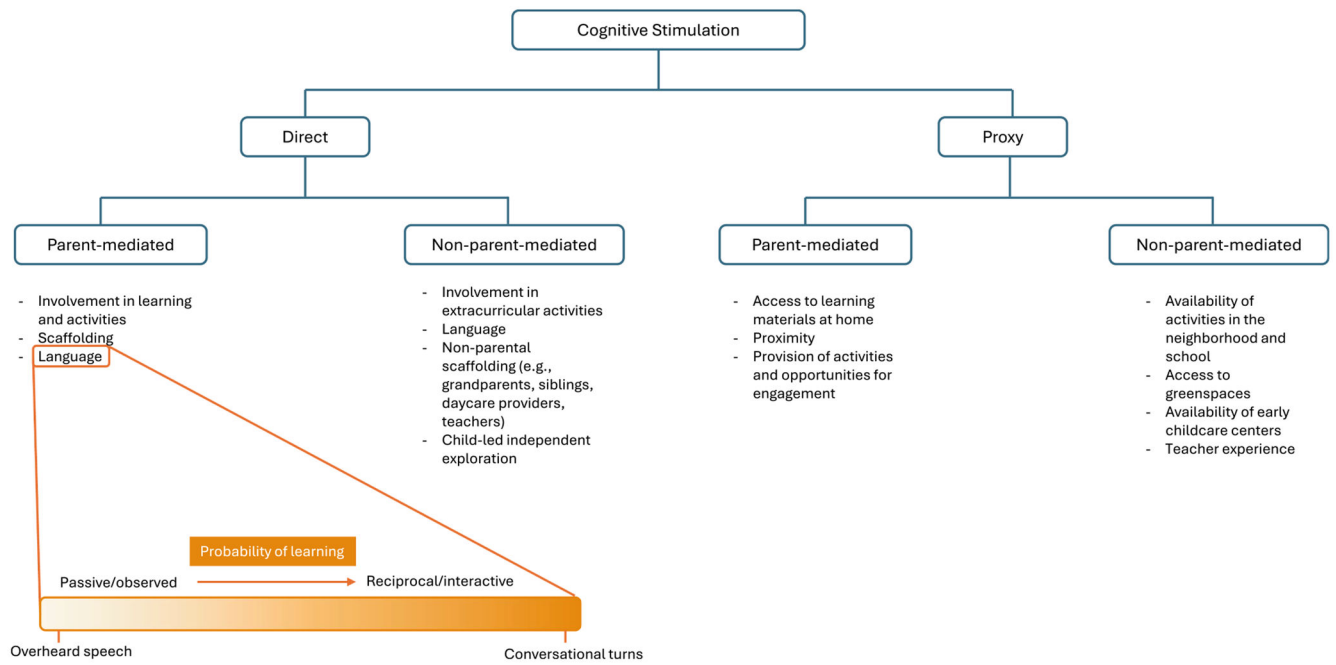 Cognitive Stimulation
Direct
Proxy
Parent-mediated
Non-parent-mediated
Parent-mediated
Non-parent-mediated
- Involvement in learning
and activities
- Scaffolding
- Language
- Involvement in
extracurricular activities
- Language
- Non-parental
scaffolding (e.g.,
grandparents, siblings,
daycare providers,
teachers)
- Child-led independent
exploration
- Access to learning
materials at home
- Proximity
- Provision of activities
and opportunities for
engagement
- Availability of
activities in the
neighborhood and
school
- Access to
greenspaces
- Availability of early
childcare centers
- Teacher experience
Probability of learning
Passive/observed
Reciprocal/interactive
Overheard speech
Conversational turns